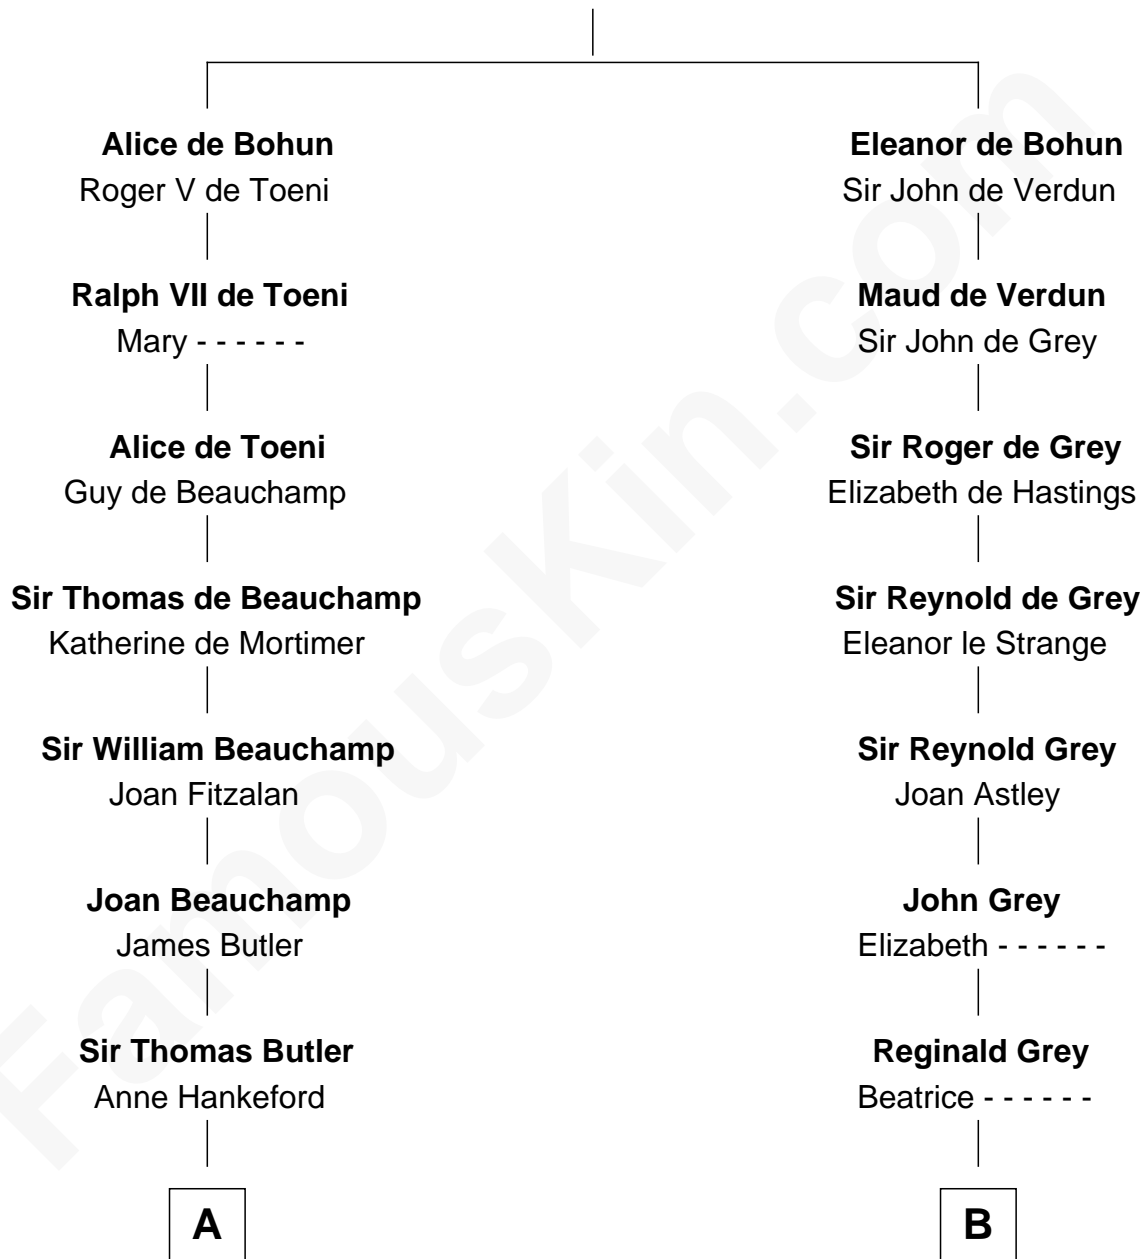 Alice de Bohun
Roger V de Toeni
Ralph VII de Toeni
Mary - - - - - -
Alice de Toeni
Guy de Beauchamp
Sir Thomas de Beauchamp
Katherine de Mortimer
Sir William Beauchamp
Joan Fitzalan
Joan Beauchamp
James Butler
Sir Thomas Butler
Anne Hankeford
A
Eleanor de Bohun
Sir John de Verdun
Maud de Verdun
Sir John de Grey
Sir Roger de Grey
Elizabeth de Hastings
Sir Reynold de Grey
Eleanor le Strange
Sir Reynold Grey
Joan Astley
John Grey
Elizabeth - - - - - -
Reginald Grey
Beatrice - - - - - -
B
FamousKin.com